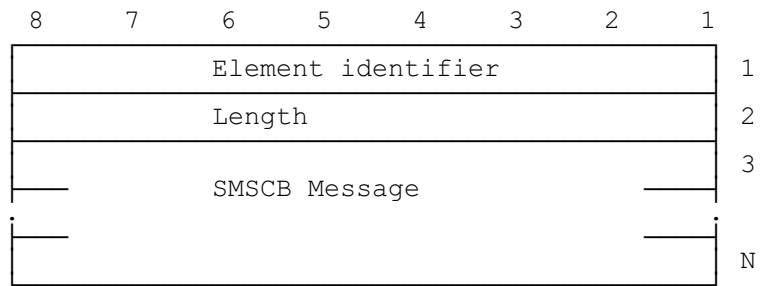 8 7 6 5 4 3 2 1
Element identifier 1
Length 2
3
SMSCB Message
N